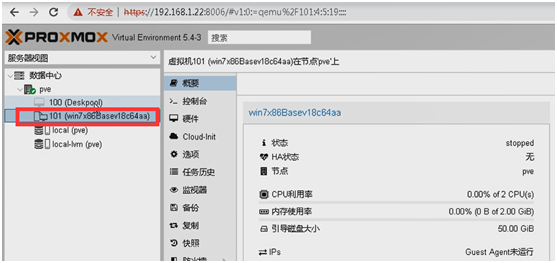 不安全 | https://192.168.1.22:8006/#v1:0:=qemu%2F101:4:5:19::::
PROXMOX Virtual Environment 5.4-3 搜索
服务器视图
数据中心
pve
100 (Deskpool)
101 (win7x86Basev18c64aa)
local (pve)
local-lvm (pve)
虚拟机101 (win7x86Basev18c64aa)在节点'pve'上
概要
控制台
硬件
Cloud-Init
选项
任务历史
监视器
备份
复制
快照
防火墙
win7x86Basev18c64aa
状态 stopped
HA状态 无
节点 pve
CPU利用率 0.00% of 2 CPU(s)
内存使用率 0.00% (0 B of 2.00 GiB)
引导磁盘大小 50.00 GiB
IPs Guest Agent未运行